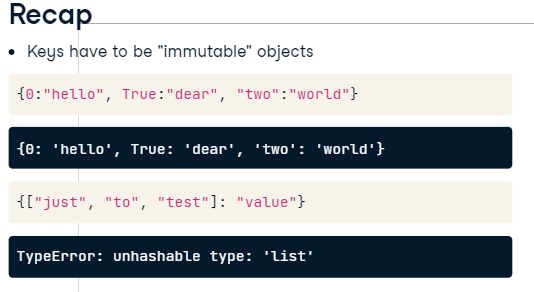 Recap
• Keys have to be "immutable" objects
{0:"hello", True:"dear", "two":"world"}
{0: 'hello', True: 'dear', 'two': 'world'}
{["just", "to", "test"]: "value"}
TypeError: unhashable type: 'list'